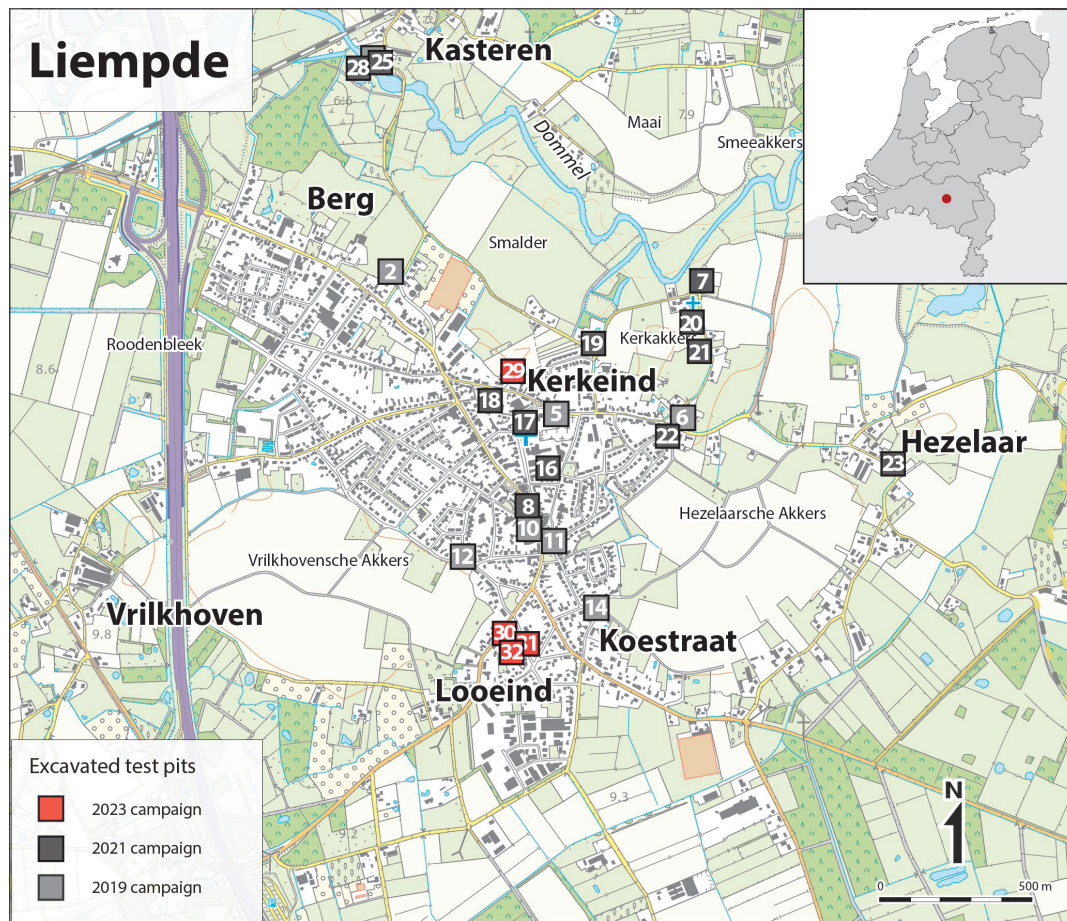 Liempde
Kasteren
28
25
6.6
7.9
Maai
Dommel
Smeeakkers
Berg
Smalder
2
7
Roodenbleek
Kerkakkers
20
19
21
8.6
29
Kerkeind
18
5
17
6
22
Hezelaar
16
23
8
Hezelaarsche Akkers
10
11
Vrilkhovensche Akkers
12
Vrilkhoven
14
9.8
30
31
32
Koestraat
Looeind
Excavated test pits
2023 campaign
2021 campaign
2019 campaign
9.3
9.2
P
N
0
500 m